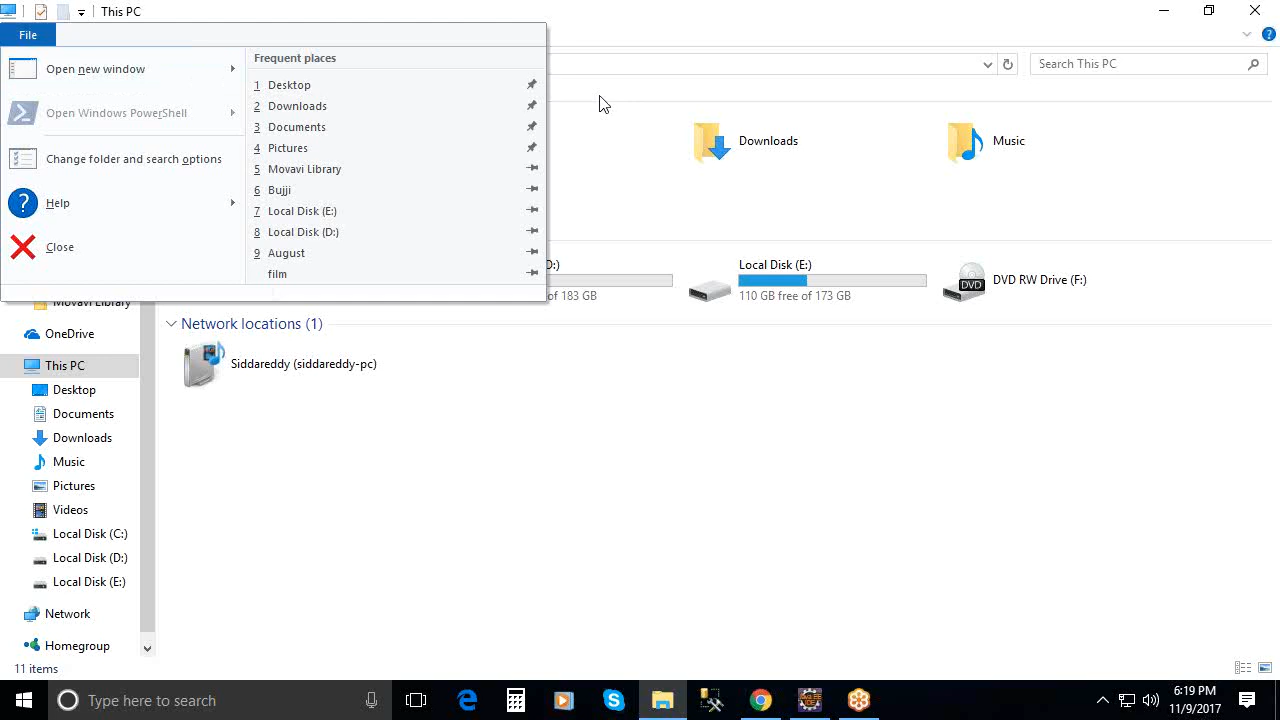 This PC
File
Search This PC
Open new window
Open Windows PowerShell
Change folder and search options
Help
Close
Frequent places
1 Desktop
2 Downloads
3 Documents
4 Pictures
5 Movavi Library
6 Bujji
7 Local Disk (E:)
8 Local Disk (D:)
9 August
film
Downloads
Music
D:)
of 183 GB
Local Disk (E:)
110 GB free of 173 GB
DVD
DVD RW Drive (F:)
Network locations (1)
Siddareddy (siddareddy-pc)
Movavi Library
OneDrive
This PC
Desktop
Documents
Downloads
Music
Pictures
Videos
Local Disk (C:)
Local Disk (D:)
Local Disk (E:)
Network
Homegroup
11 items
Type here to search
6:19 PM
11/9/2017